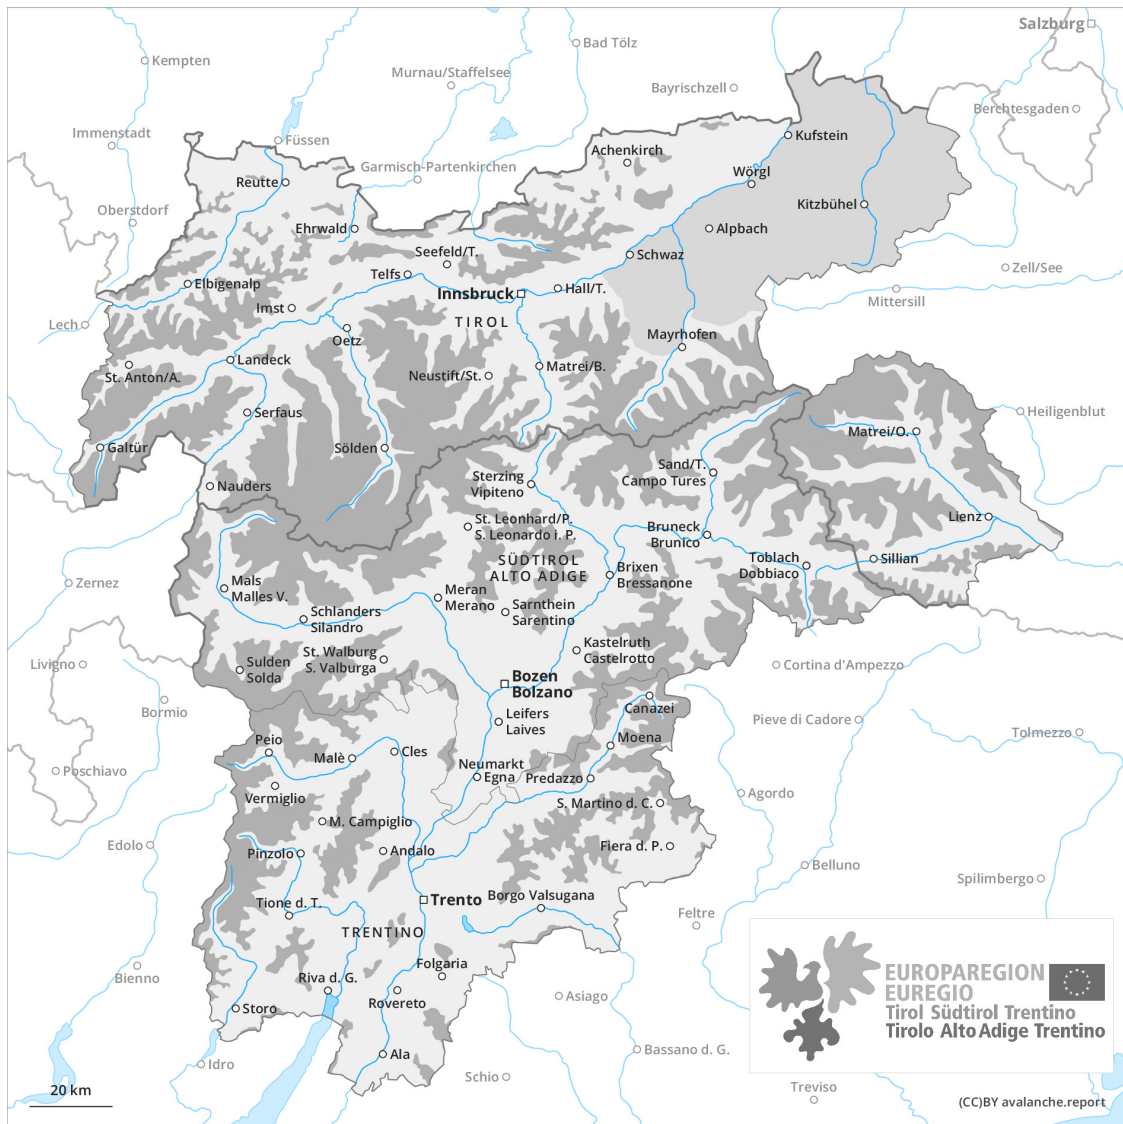 Salzburg
Bad Tölz
Kempten
Murnau/Staffelsee
Bayrischzell
Berchtesgaden
Immenstadt
Füssen
Kufstein
Achenkirch
Garmisch-Partenkirchen
Wörgl
Reutte
Kitzbühel
Oberstdorf
Ehrwald
Alpbach
Seefeld/T.
Schwaz
Zell/See
Telfs
Elbigenalp
Innsbruck
Hall/T.
Mittersill
Imst
TIROL
Lech
Oetz
Mayrhofen
Landeck
Matrei/B.
St. Anton/A.
Neustift/St.
Serfaus
Heiligenblut
Matrei/O.
Galtür
Sölden
Sand/T.
Campo Tures
Sterzing
Vipiteno
Nauders
Lienz
St. Leonhard/P.
S. Leonardo i. P.
Bruneck
Brunico
SÜDTIROL
ALTO ADIGE
Toblach
Dobbiaco
Sillian
Brixen
Bressanone
Zernez
Mals
Malles V.
Meran
Merano
Schlanders
Silandro
Sarnthein
Sarentino
Kastelruth
Castelrotto
St. Walburg
S. Valburga
Livigno
Sulden
Solda
Cortina d'Ampezzo
Bozen
Bolzano
Bormio
Canazei
Leifers
Laives
Pieve di Cadore
Tolmezzo
Moena
Peio
Cles
Malè
Poschiavo
Neumarkt
Egna
Predazzo
Vermiglio
Agordo
S. Martino d. C.
M. Campiglio
Edolo
Pinzolo
Andalo
Fiera d. P.
Belluno
Spilimbergo
Borgo Valsugana
Trento
Tione d. T.
Feltre
TRENTINO
Folgaria
Bienno
Riva d. G.
Rovereto
Asiago
Storo
EUROPAREGION
EUREGIO
Tirol Südtirol Trentino
Tirolo Alto Adige Trentino
Ala
Bassano d. G.
Idro
Schio
Treviso
20 km
(CC)BY avalanche.report